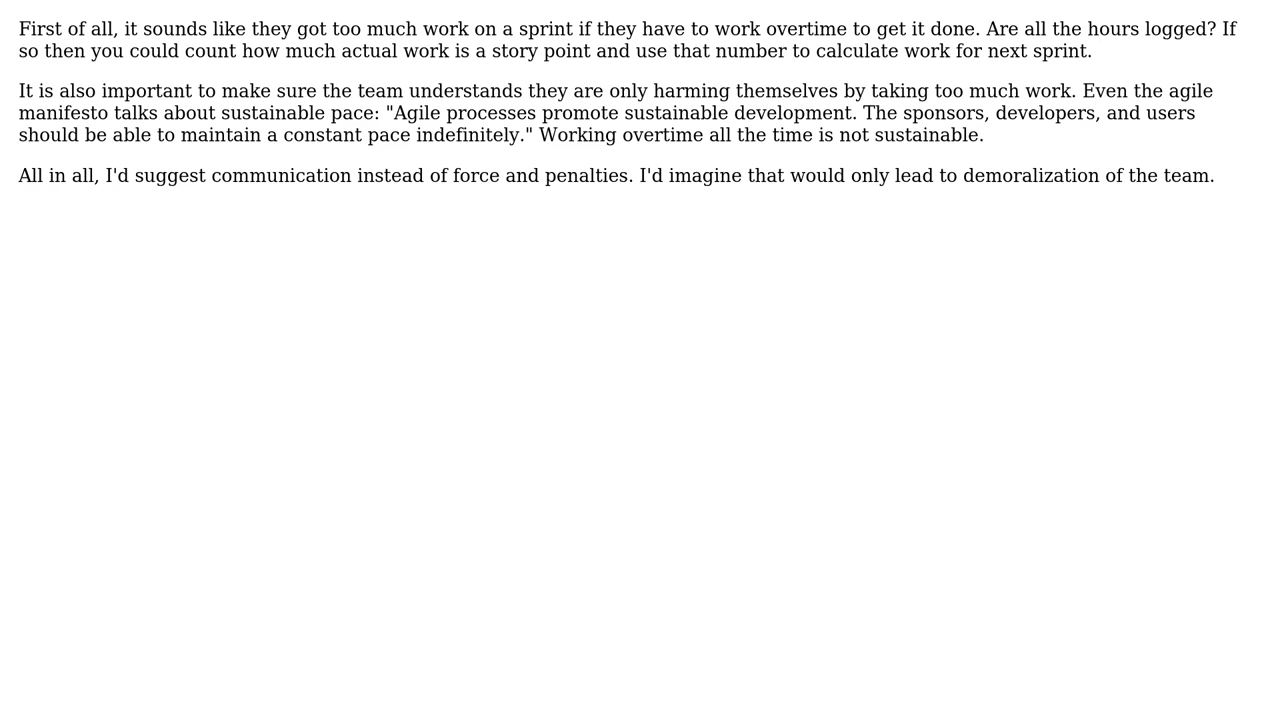 First of all, it sounds like they got too much work on a sprint if they have to work overtime to get it done. Are all the hours logged? If
so then you could count how much actual work is a story point and use that number to calculate work for next sprint.
It is also important to make sure the team understands they are only harming themselves by taking too much work. Even the agile
manifesto talks about sustainable pace: "Agile processes promote sustainable development. The sponsors, developers, and users
should be able to maintain a constant pace indefinitely." Working overtime all the time is not sustainable.
All in all, I'd suggest communication instead of force and penalties. I'd imagine that would only lead to demoralization of the team.